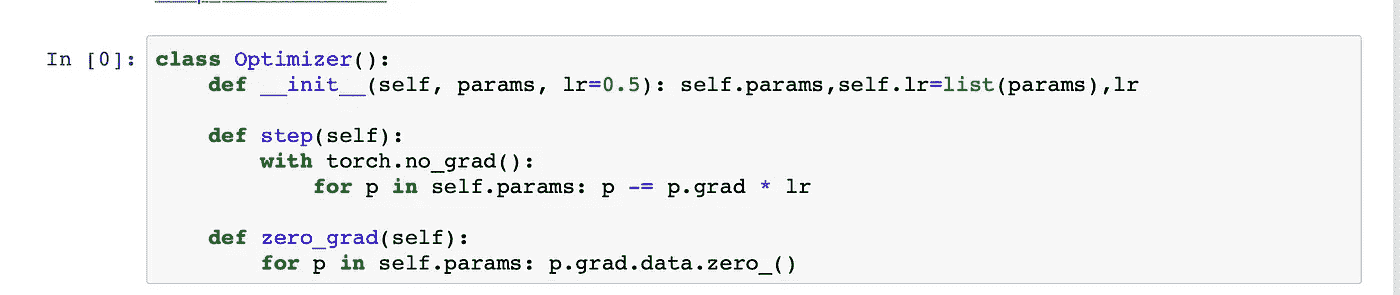 In [0]: class Optimizer():
    def __init__(self, params, lr=0.5): self.params,self.lr=list(params),lr
    def step(self):
        with torch.no_grad():
            for p in self.params: p -= p.grad * lr
    def zero_grad(self):
        for p in self.params: p.grad.data.zero_()